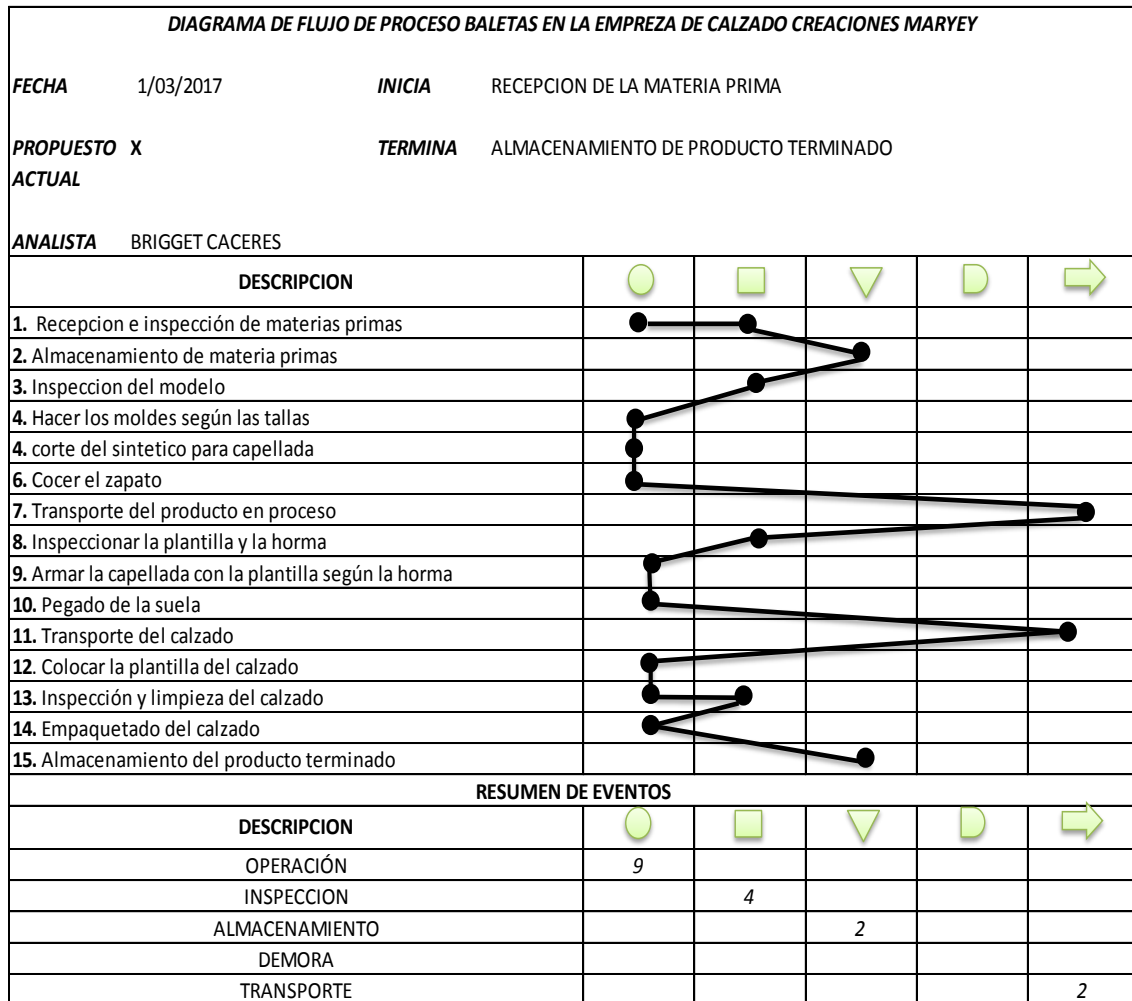 DIAGRAMA DE FLUJO DE PROCESO BALETAS EN LA EMPREZA DE CALZADO CREACIONES MARYEY
FECHA 1/03/2017 INICIA RECEPCION DE LA MATERIA PRIMA
PROPUESTO X TERMINA ALMACENAMIENTO DE PRODUCTO TERMINADO
ACTUAL
ANALISTA BRIGGET CACERES
DESCRIPCION
1. Recepcion e inspección de materias primas
2. Almacenamiento de materia primas
3. Inspeccion del modelo
4. Hacer los moldes según las tallas
4. corte del sintetico para capellada
6. Cocer el zapato
7. Transporte del producto en proceso
8. Inspeccionar la plantilla y la horma
9. Armar la capellada con la plantilla según la horma
10. Pegado de la suela
11. Transporte del calzado
12. Colocar la plantilla del calzado
13. Inspección y limpieza del calzado
14. Empaquetado del calzado
15. Almacenamiento del producto terminado
RESUMEN DE EVENTOS
DESCRIPCION
OPERACIÓN 9
INSPECCION 4
ALMACENAMIENTO 2
DEMORA
TRANSPORTE 2